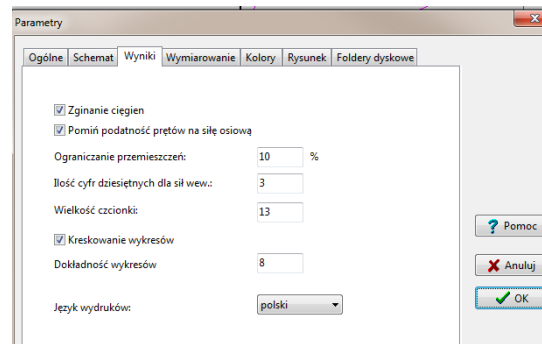 Parametry
Ogólne Schemat Wyniki Wymiarowanie Kolory Rysunek Foldery dyskowe
Zginanie cięgien
Pomiń podatność prętów na siłę osiową
Ograniczanie przemieszczeń: 10 %
Ilość cyfr dziesiętnych dla sił wew.: 3
Wielkość czcionki: 13
Kreskowanie wykresów
Dokładność wykresów 8
Język wydruków: polski
? Pomoc
Anuluj
OK